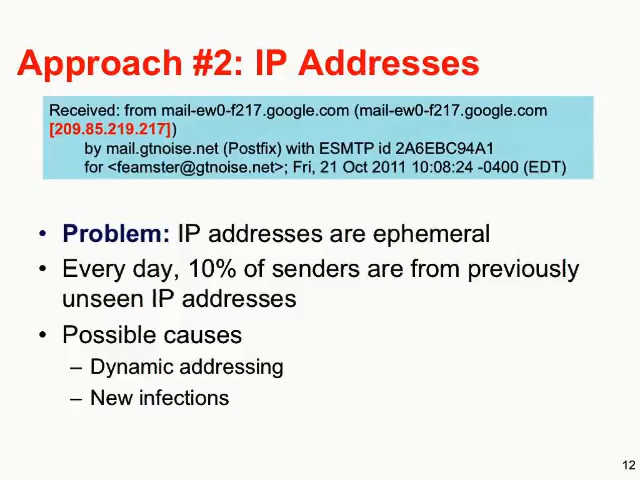 Approach #2: IP Addresses
Received: from mail-ew0-f217.google.com (mail-ew0-f217.google.com
[209.85.219.217])
by mail.gtnoise.net (Postfix) with ESMTP id 2A6EBC94A1
for <feamster@gtnoise.net>; Fri, 21 Oct 2011 10:08:24 -0400 (EDT)
• Problem: IP addresses are ephemeral
• Every day, 10% of senders are from previously
unseen IP addresses
• Possible causes
– Dynamic addressing
– New infections
12